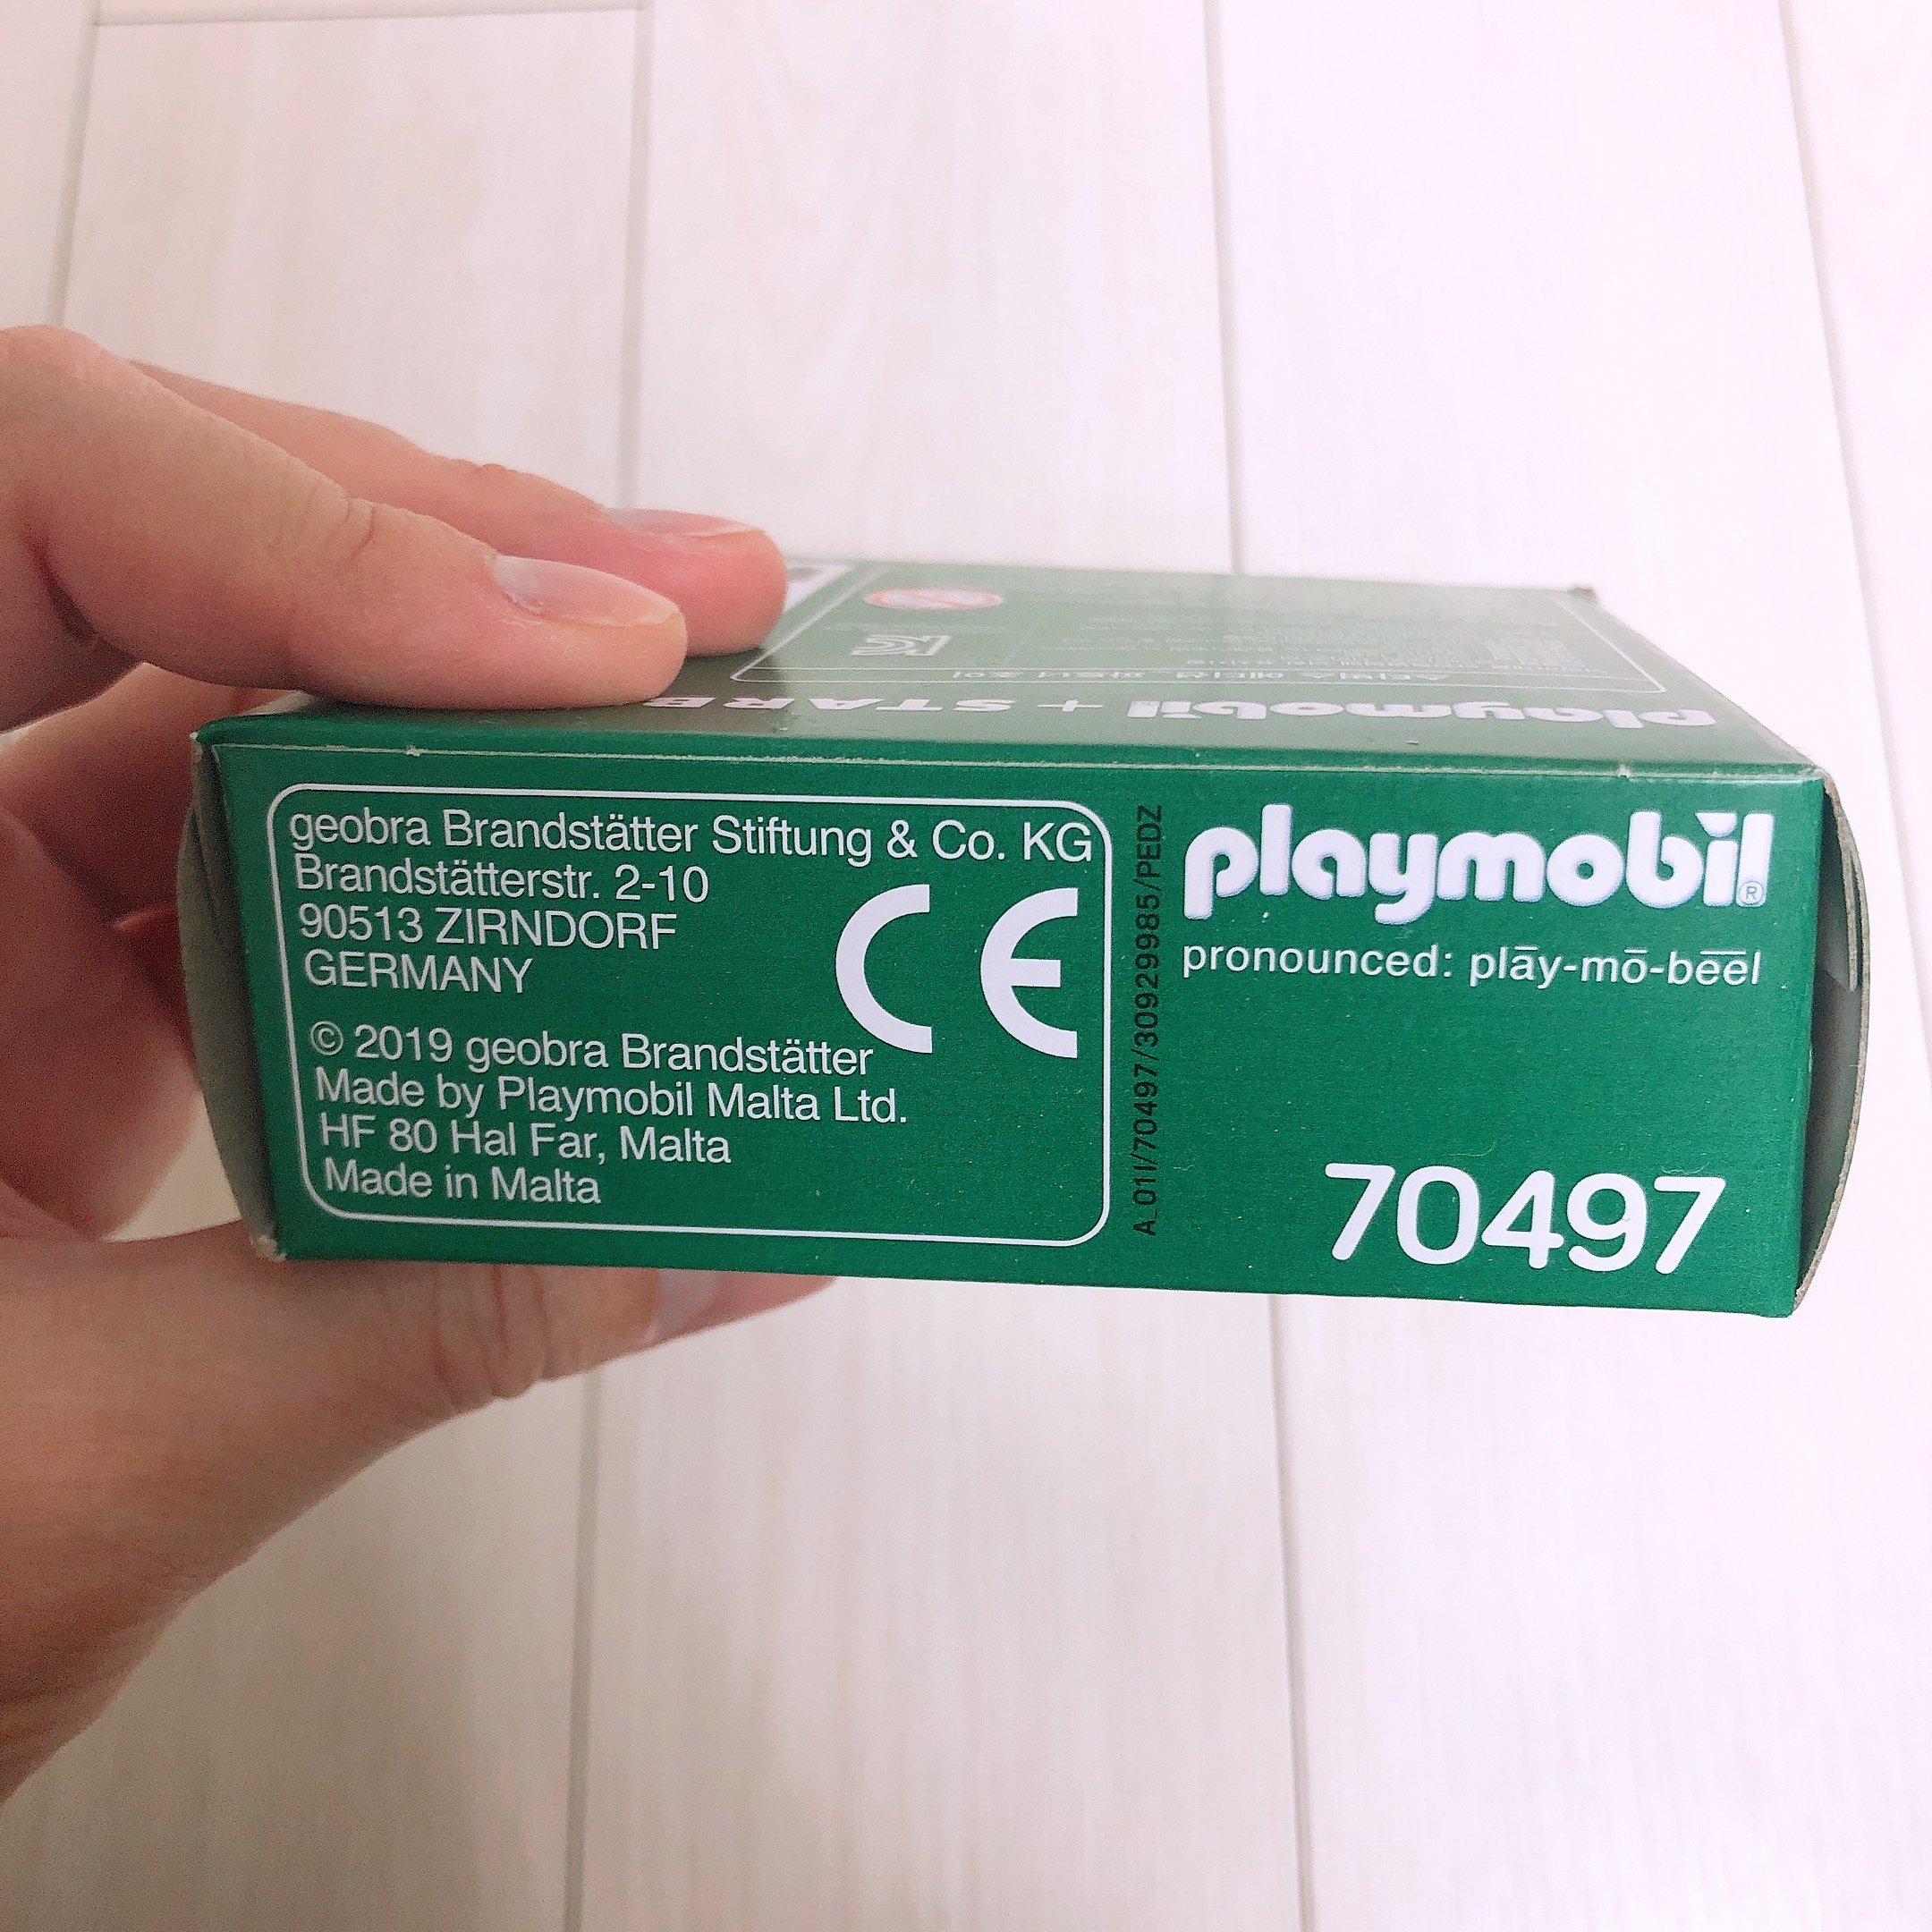 playmobil + STARB
geobra Brandstätter Stiftung & Co. KG
Brandstätterstr. 2-10
90513 ZIRNDORF
GERMANY
CE
© 2019 geobra Brandstätter
Made by Playmobil Malta Ltd.
HF 80 Hal Far, Malta
Made in Malta
A_01I/70497/30929985/PEDZ
playmobil®
pronounced: plāy-mō-bēēl
70497